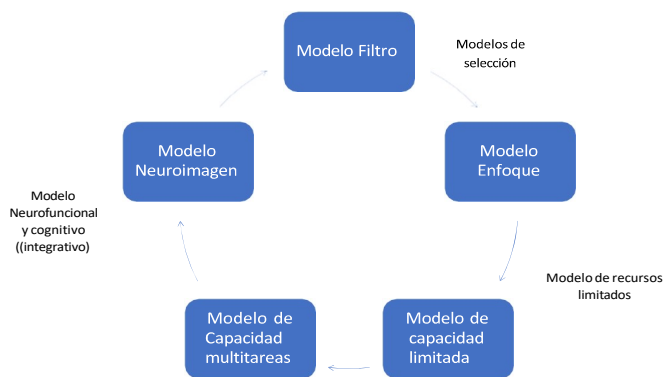 Modelo Filtro
Modelos de
selección
Modelo
Enfoque
Modelo de recursos
limitados
Modelo de
capacidad
limitada
Modelo de
Capacidad
multitareas
Modelo
Neurofuncional
y cognitivo
((integrativo)
Modelo
Neuroimagen